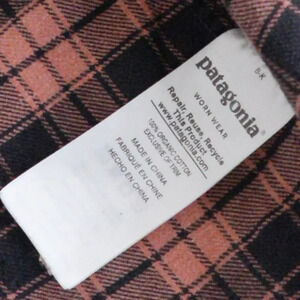 patagonia
WORN WEAR
Repair, Reuse, Recycle
This Product
www.patagonia.com
100% ORGANIC COTTON
EXCLUSIVE OF TRIM
MADE IN CHINA
FABRIQUÉ EN CHINE
HECHO EN CHINA